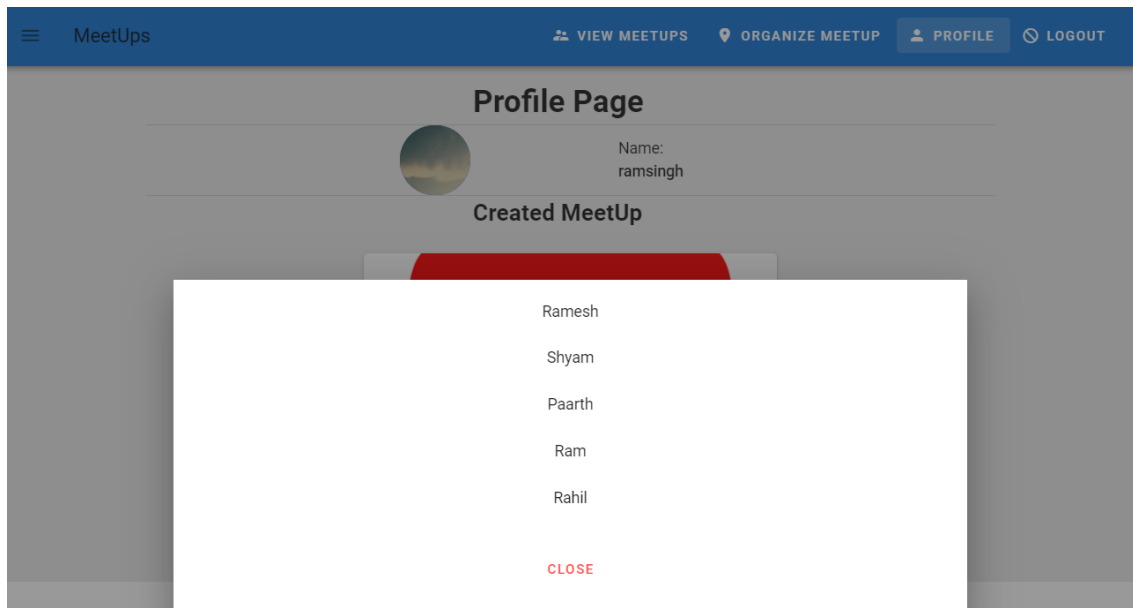 MeetUps VIEW MEETUPS ORGANIZE MEETUP PROFILE LOGOUT
Profile Page
Name:
ramsingh
Created MeetUp
Ramesh
Shyam
Paarth
Ram
Rahil
CLOSE